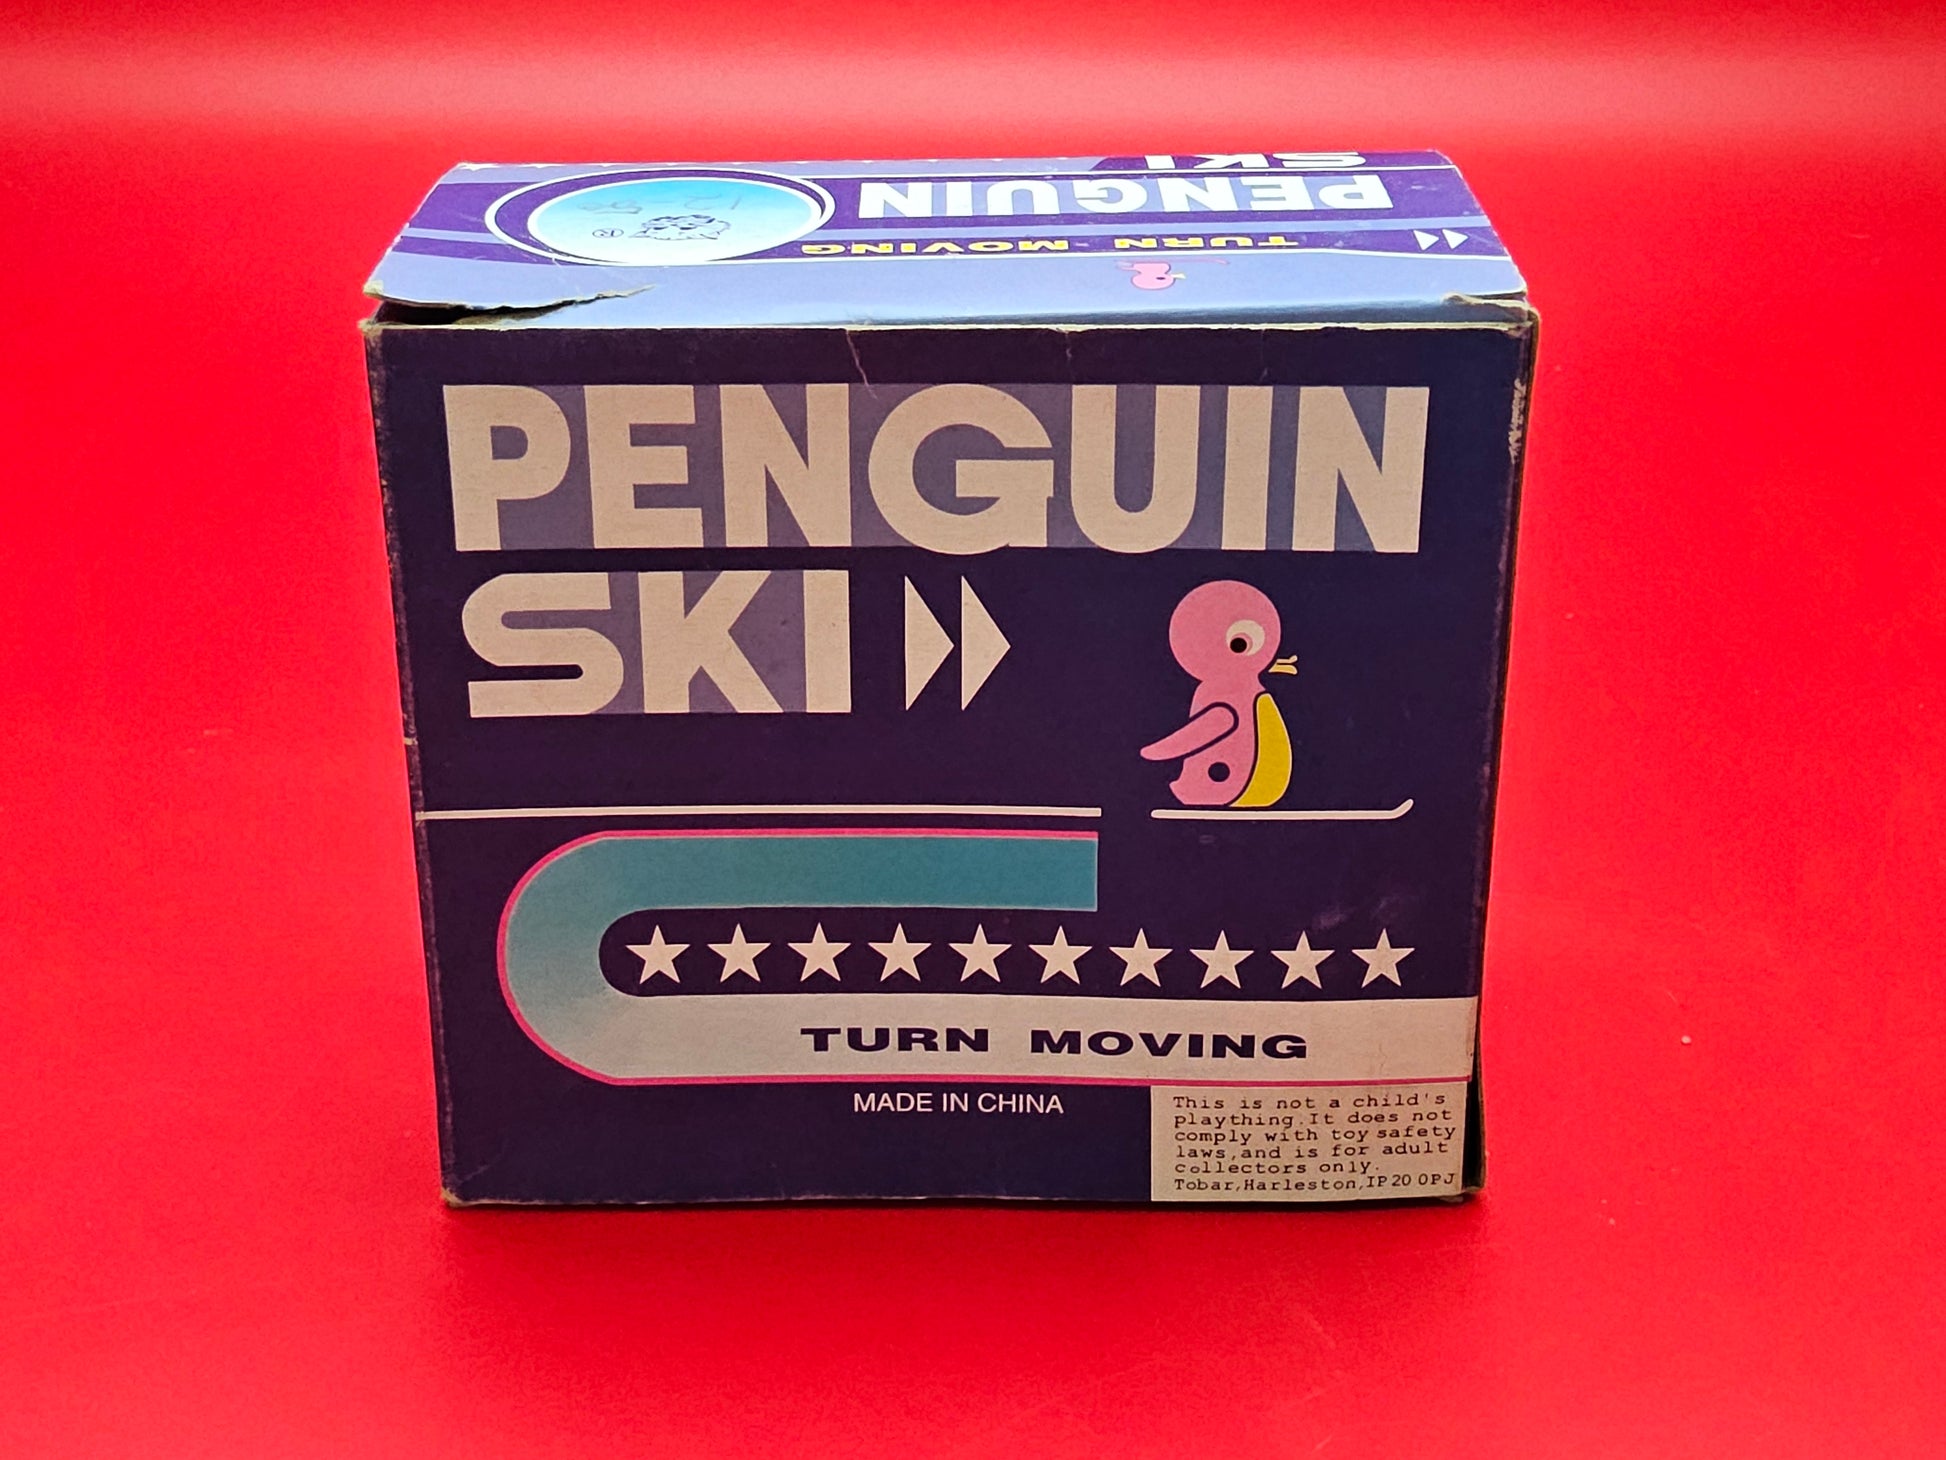 SKI
PENGUIN
TURN MOVING
PENGUIN
SKI
TURN MOVING
MADE IN CHINA
This is not a child's
plaything.It does not
comply with toy safety
laws,and is for adult
collectors only.
Tobar,Harleston,IP20 0PJ